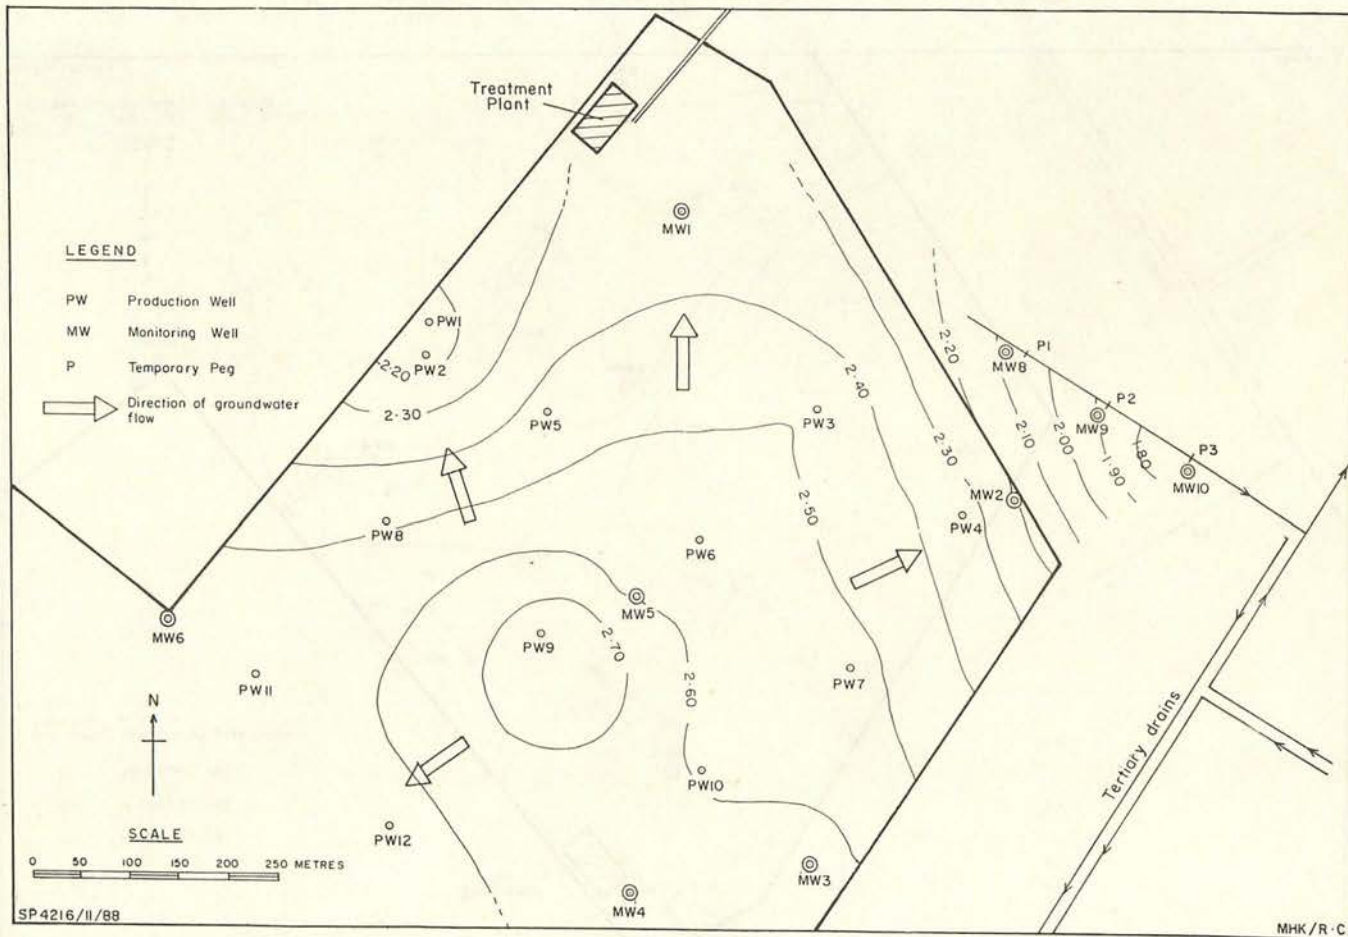 Treatment
Plant
MW1
LEGEND
PW Production Well
MW Monitoring Well
P Temporary Peg
Direction of groundwater
flow
PW1
2·20
PW2
2·30
PW5
PW3
2·40
2·20
MW8
P1
P2
MW9
P3
MW10
2·10
2·00
1·90
1·80
2·30
MW2
PW4
2·50
PW8
PW6
MW5
MW6
PW9
2·70
PW11
2·60
PW7
N
PW10
Tertiary drains
PW12
SCALE
0 50 100 150 200 250 METRES
MW3
MW4
SP4216/11/88
MHK/R·C